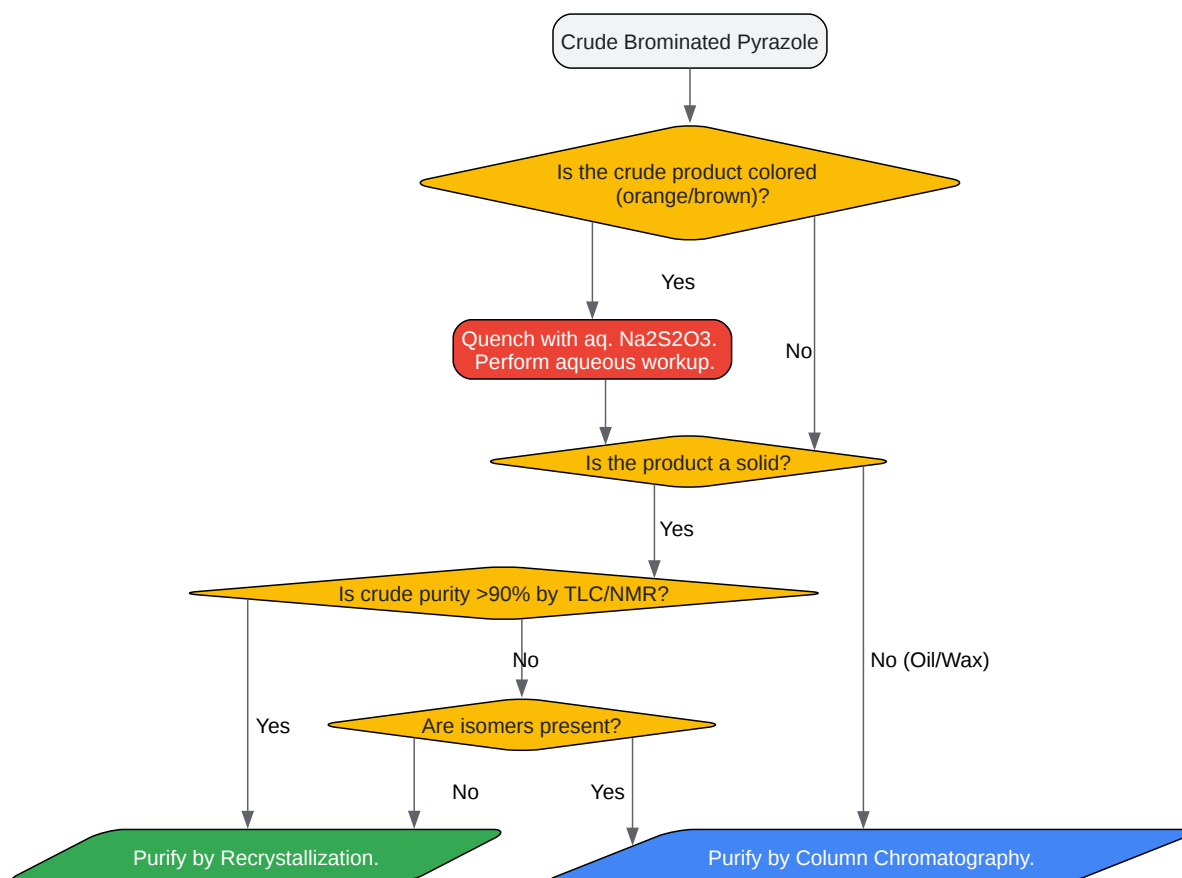 Crude Brominated Pyrazole
Is the crude product colored
(orange/brown)?
Yes
Quench with aq. Na2S2O3.
Perform aqueous workup.
No
Is the product a solid?
Yes
Is crude purity >90% by TLC/NMR?
No
No (Oil/Wax)
Yes
Are isomers present?
No
Yes
Purify by Recrystallization.
Purify by Column Chromatography.